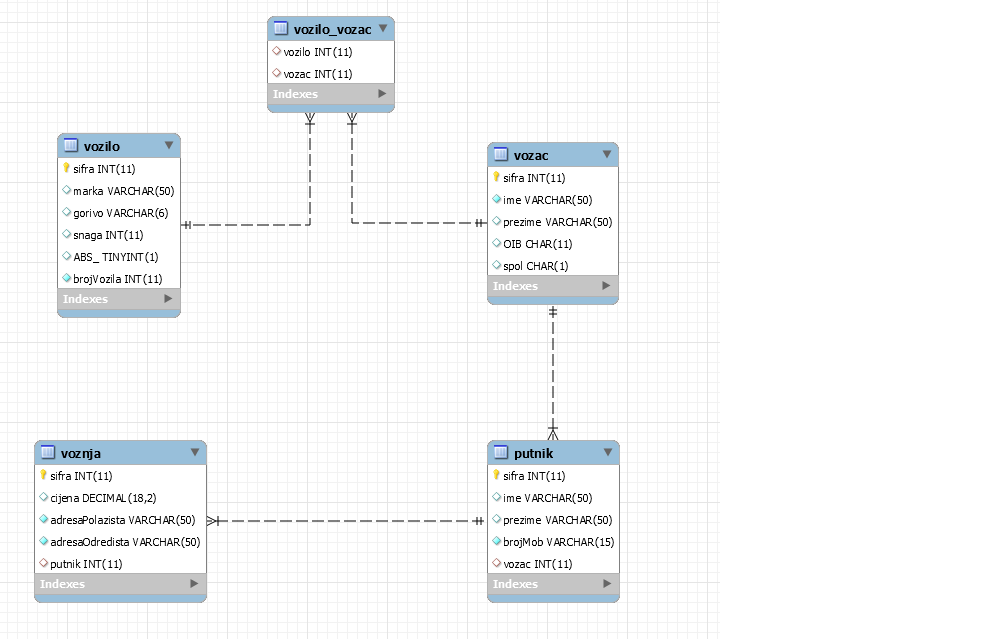 vozilo_vozac
vozilo INT(11)
vozac INT(11)
Indexes
vozilo
sifra INT(11)
marka VARCHAR(50)
gorivo VARCHAR(6)
snaga INT(11)
ABS_ TINYINT(1)
brojVozila INT(11)
Indexes
vozac
sifra INT(11)
ime VARCHAR(50)
prezime VARCHAR(50)
OIB CHAR(11)
spol CHAR(1)
Indexes
voznja
sifra INT(11)
cijena DECIMAL(18,2)
adresaPolazista VARCHAR(50)
adresaOdredista VARCHAR(50)
putnik INT(11)
Indexes
putnik
sifra INT(11)
ime VARCHAR(50)
prezime VARCHAR(50)
brojMob VARCHAR(15)
vozac INT(11)
Indexes